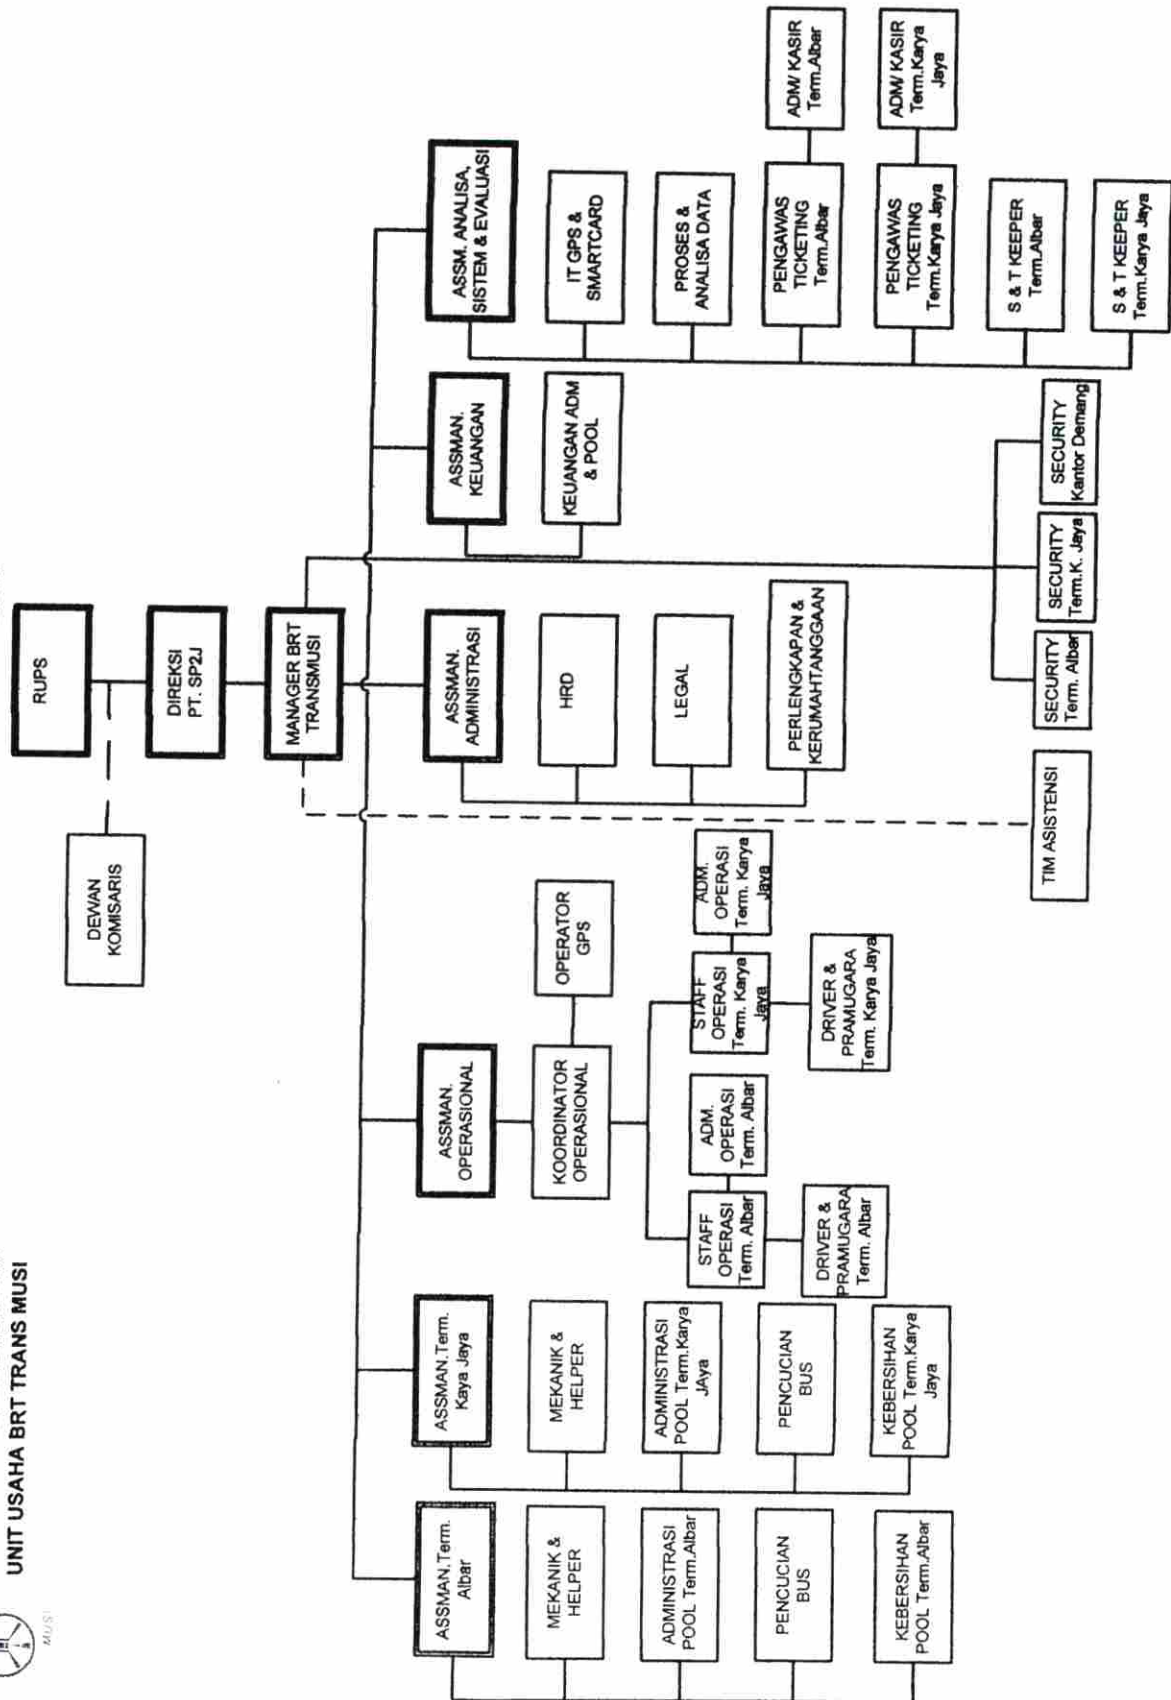 UNIT USAHA BRT TRANS MUSI
MUSI
RUPS
DEWAN
KOMISARIS
DIREKSI
PT. SP2J
MANAGER BRT
TRANSMUSI
ASSMAN.Term.
Albar
MEKANIK &
HELPER
ADMINISTRASI
POOL Term.Albar
PENCUCIAN
BUS
KEBERSIHAN
POOL Term.Albar
ASSMAN.Term.
Kaya Jaya
MEKANIK &
HELPER
ADMINISTRASI
POOL Term.Karya
JAya
PENCUCIAN
BUS
KEBERSIHAN
POOL Term.Karya
Jaya
ASSMAN.
OPERASIONAL
KOORDINATOR
OPERASIONAL
OPERATOR
GPS
STAFF
OPERASI
Term. Albar
ADM.
OPERASI
Term. Albar
DRIVER &
PRAMUGARA
Term. Albar
STAFF
OPERASI
Term. Karya
Jaya
ADM.
OPERASI
Term. Karya
Jaya
DRIVER &
PRAMUGARA
Term. Karya Jaya
ASSMAN.
ADMINISTRASI
HRD
LEGAL
PERLENGKAPAN &
KERUMAHTANGGAAN
TIM ASISTENSI
ASSMAN.
KEUANGAN
KEUANGAN ADM
& POOL
SECURITY
Term. Albar
SECURITY
Term.K. Jaya
SECURITY
Kantor Demang
ASSM. ANALISA,
SISTEM & EVALUASI
IT GPS &
SMARTCARD
PROSES &
ANALISA DATA
PENGAWAS
TICKETING
Term.Albar
ADM/ KASIR
Term.Albar
PENGAWAS
TICKETING
Term.Karya Jaya
ADM/ KASIR
Term.Karya
Jaya
S & T KEEPER
Term.Albar
S & T KEEPER
Term.Karya Jaya